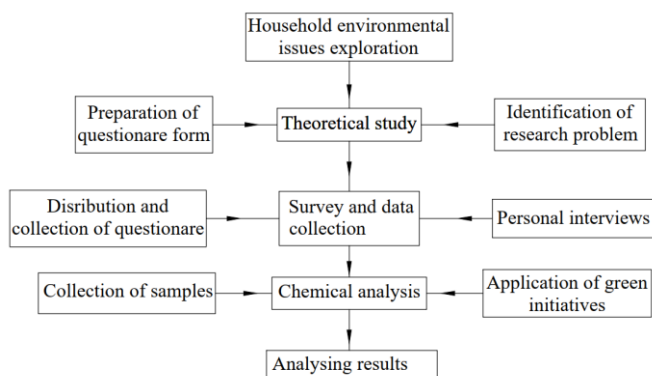 Household environmental
issues exploration
Preparation of
questionare form
Theoretical study
Identification of
research problem
Disribution and
collection of questionare
Survey and data
collection
Personal interviews
Collection of samples
Chemical analysis
Application of green
initiatives
Analysing results